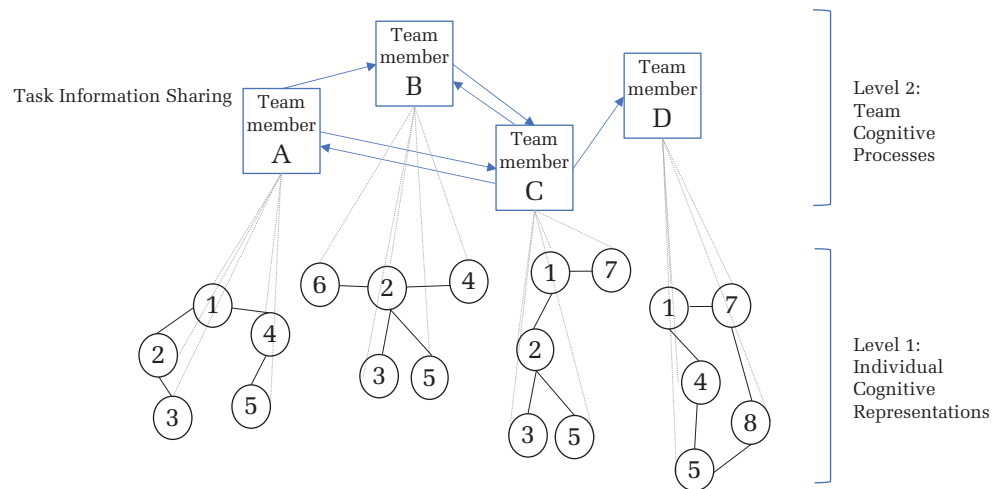 Team
member
B
Team
member
D
Task Information Sharing
Team
member
A
Team
member
C
Level 2:
Team
Cognitive
Processes
1
2
4
3
5
6
2
4
3
5
1
7
2
3
5
1
7
4
8
5
Level 1:
Individual
Cognitive
Representations